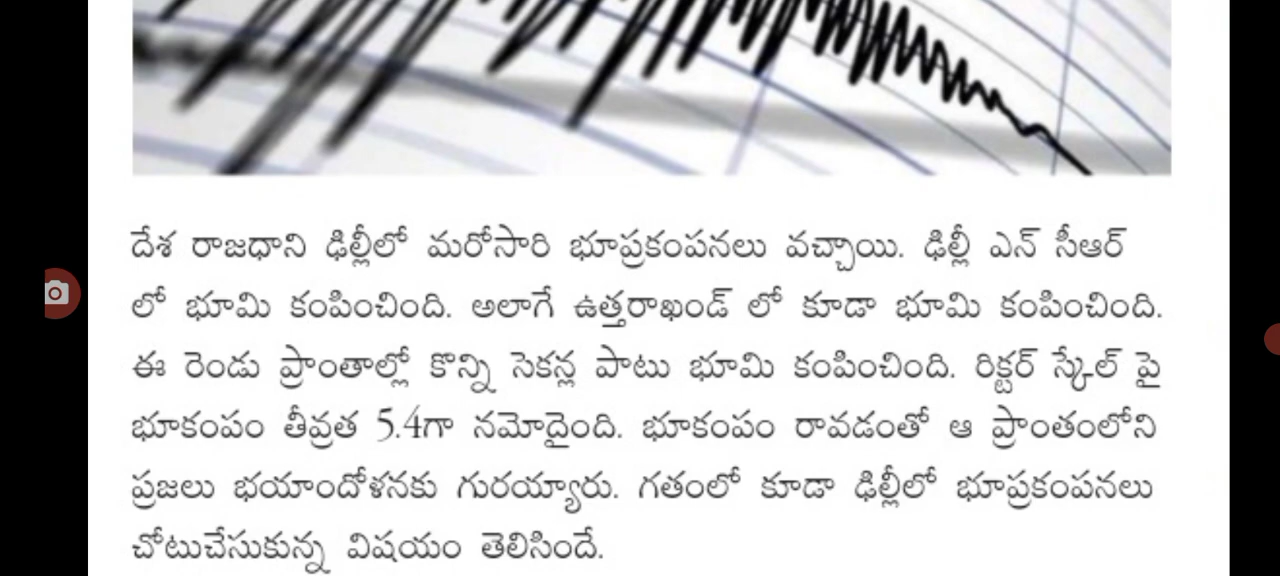 దేశ రాజధాని ఢిల్లీలో మరోసారి భూప్రకంపనలు వచ్చాయి. ఢిల్లీ ఎన్ సీఆర్
లో భూమి కంపించింది. అలాగే ఉత్తరాఖండ్ లో కూడా భూమి కంపించింది.
ఈ రెండు ప్రాంతాల్లో కొన్ని సెకన్ల పాటు భూమి కంపించింది. రిక్టర్ స్కేల్ పై
భూకంపం తీవ్రత 5.4గా నమోదైంది. భూకంపం రావడంతో ఆ ప్రాంతంలోని
ప్రజలు భయాందోళనకు గురయ్యారు. గతంలో కూడా ఢిల్లీలో భూప్రకంపనలు
చోటుచేసుకున్న విషయం తెలిసిందే.